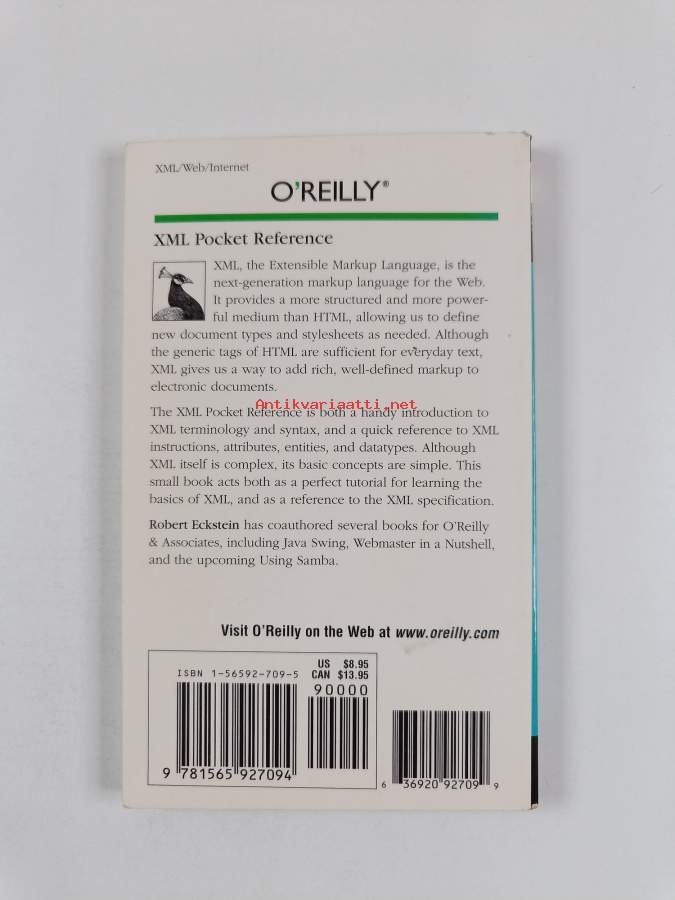 XML/Web/Internet
O'REILLY®
XML Pocket Reference
XML, the Extensible Markup Language, is the
next-generation markup language for the Web.
It provides a more structured and more power-
ful medium than HTML, allowing us to define
new document types and stylesheets as needed. Although
the generic tags of HTML are sufficient for everyday text,
XML gives us a way to add rich, well-defined markup to
electronic documents.
Antikvariaatti.net
The XML Pocket Reference is both a handy introduction to
XML terminology and syntax, and a quick reference to XML
instructions, attributes, entities, and datatypes. Although
XML itself is complex, its basic concepts are simple. This
small book acts both as a perfect tutorial for learning the
basics of XML, and as a reference to the XML specification.
Robert Eckstein has coauthored several books for O'Reilly
& Associates, including Java Swing, Webmaster in a Nutshell,
and the upcoming Using Samba.
Visit O'Reilly on the Web at www.oreilly.com
US $8.95
CAN $13.95
ISBN 1-56592-709-5
90000
9 781565 927094
6 36920 92709 9